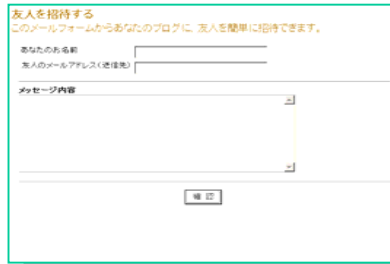 友人を招待する
このメールフォームからあなたのブログに、友人を簡単に招待できます。
あなたのお名前
友人のメールアドレス(送信先)
メッセージ内容
確認